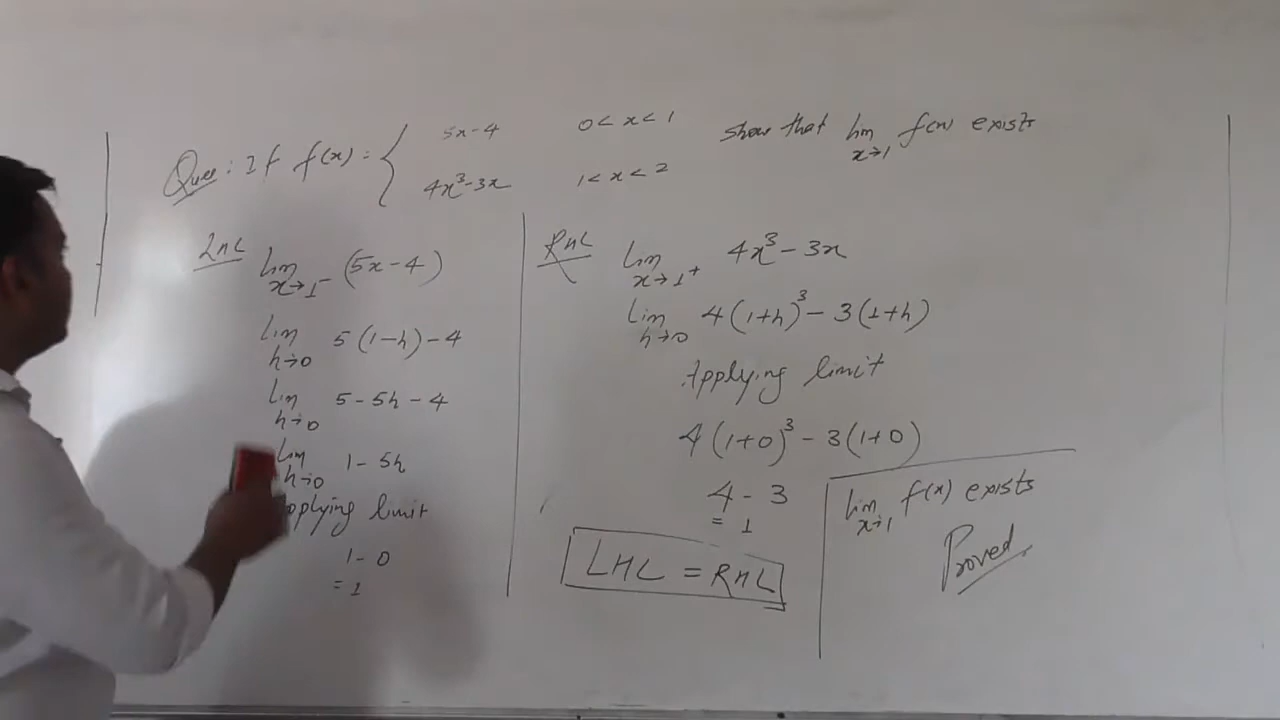 Ques: If f(x) = { 5x-4 0<x<1 show that lim x→1 f(x) exists
4x³-3x 1<x<2
LHL
lim x→1⁻ (5x-4)
lim h→0 5(1-h)-4
lim h→0 5-5h-4
lim h→0 1-5h
applying limit
1-0
=1
RHL
lim x→1⁺ 4x³-3x
lim h→0 4(1+h)³-3(1+h)
Applying limit
4(1+0)³-3(1+0)
4-3
= 1
LHL = RHL
lim x→1 f(x) exists
Proved.